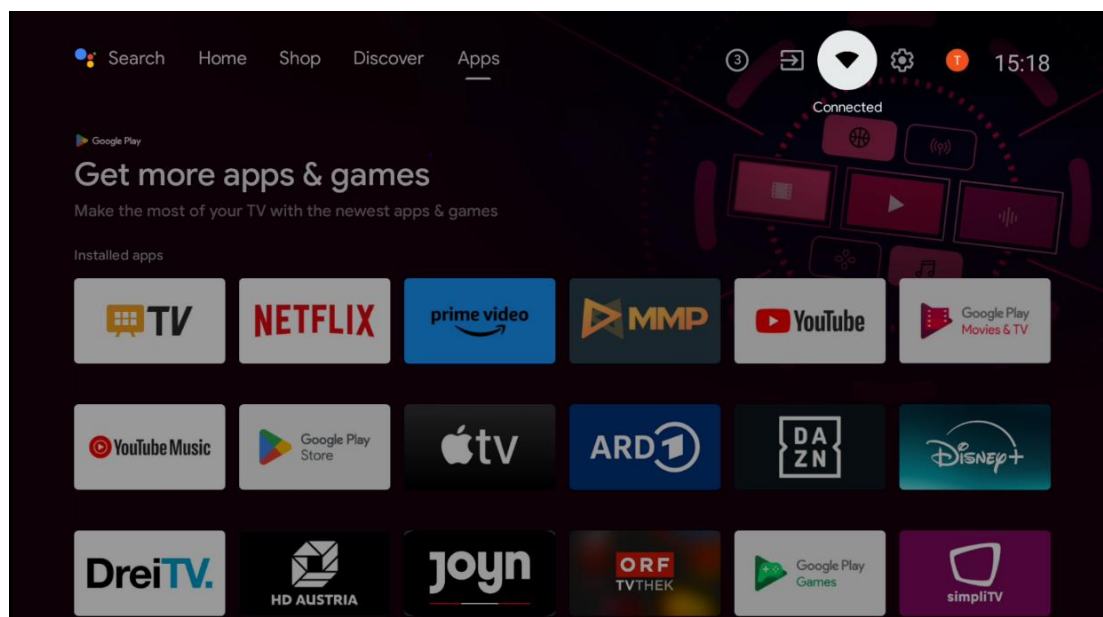 Search Home Shop Discover Apps 3 T 15:18
Connected
Google Play
Get more apps & games
Make the most of your TV with the newest apps & games
Installed apps
TV NETFLIX prime video MMP YouTube Google Play Movies & TV
YouTube Music Google Play Store tv ARD 1 DAZN Disney+
DreiTV. HD AUSTRIA Joyn ORF TVTHEK Google Play Games simpliTV